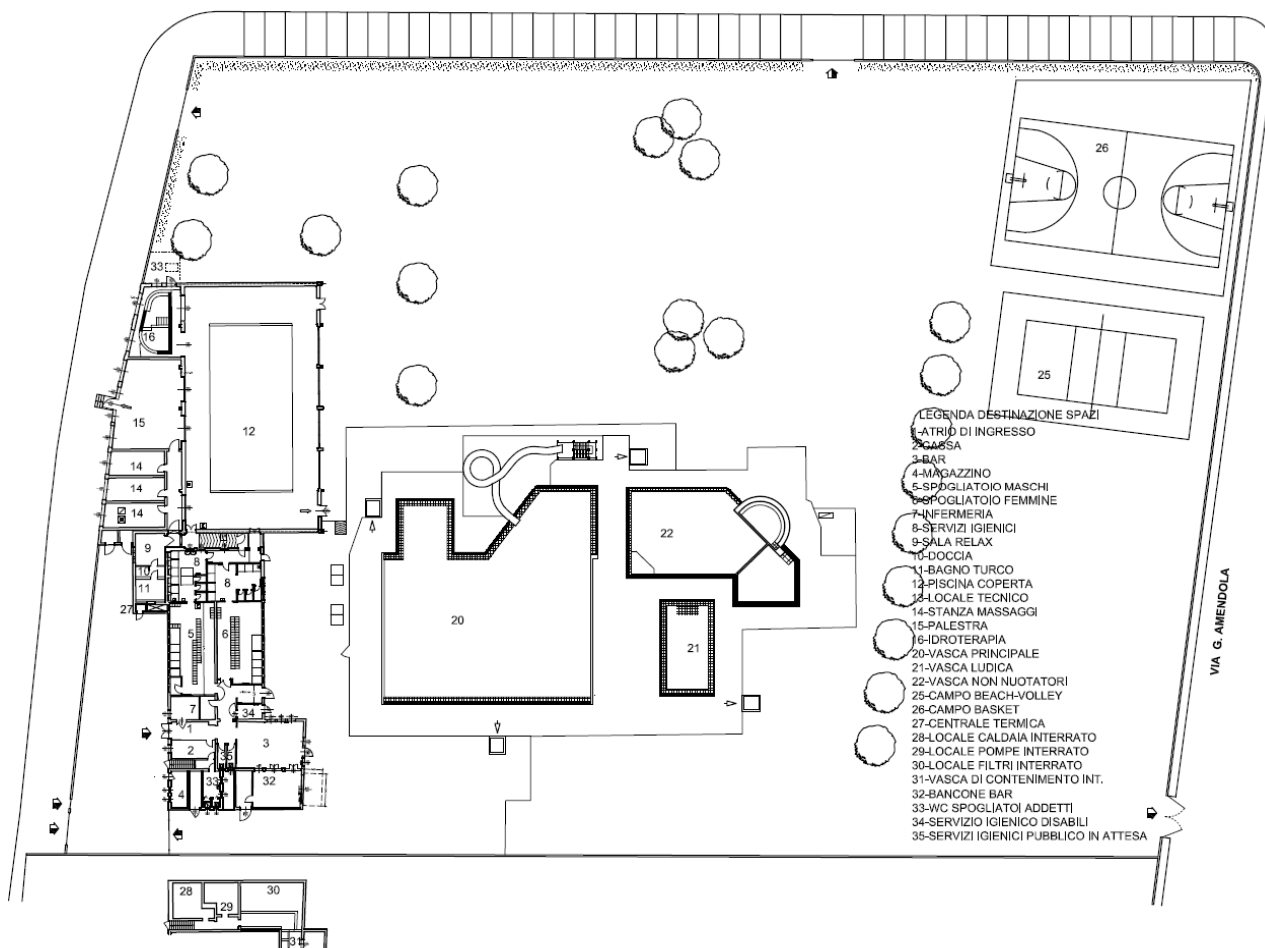 26
33
16
25
15
12
LEGENDA DESTINAZIONE SPAZI
1-ATRIO DI INGRESSO
2-CASSA
3-BAR
4-MAGAZZINO
5-SPOGLIATOIO MASCHI
6-SPOGLIATOIO FEMMINE
7-INFERMERIA
8-SERVIZI IGIENICI
9-SALA RELAX
10-DOCCIA
11-BAGNO TURCO
12-PISCINA COPERTA
13-LOCALE TECNICO
14-STANZA MASSAGGI
15-PALESTRA
16-IDROTERAPIA
20-VASCA PRINCIPALE
21-VASCA LUDICA
22-VASCA NON NUOTATORI
25-CAMPO BEACH-VOLLEY
26-CAMPO BASKET
27-CENTRALE TERMICA
28-LOCALE CALDAIA INTERRATO
29-LOCALE POMPE INTERRATO
30-LOCALE FILTRI INTERRATO
31-VASCA DI CONTENIMENTO INT.
32-BANCONE BAR
33-WC SPOGLIATOI ADDETTI
34-SERVIZIO IGIENICO DISABILI
35-SERVIZI IGIENICI PUBBLICO IN ATTESA
VIA G. AMENDOLA
14
14
14
22
9
8
10
8
11
27
5
6
20
21
7
34
1
3
2
35
33
32
4
28
30
29
31